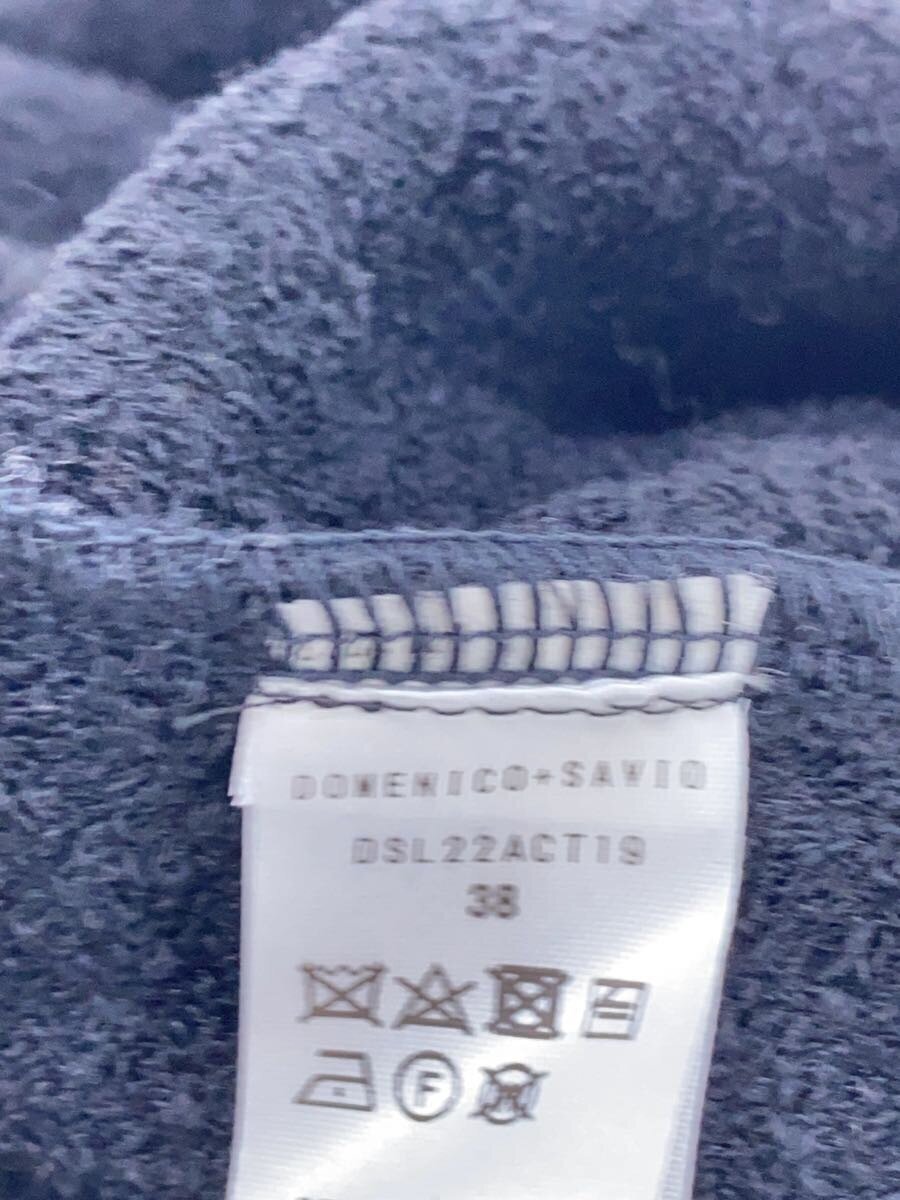 DOMENICO+SAVIO
DSL22ACT19
38
F